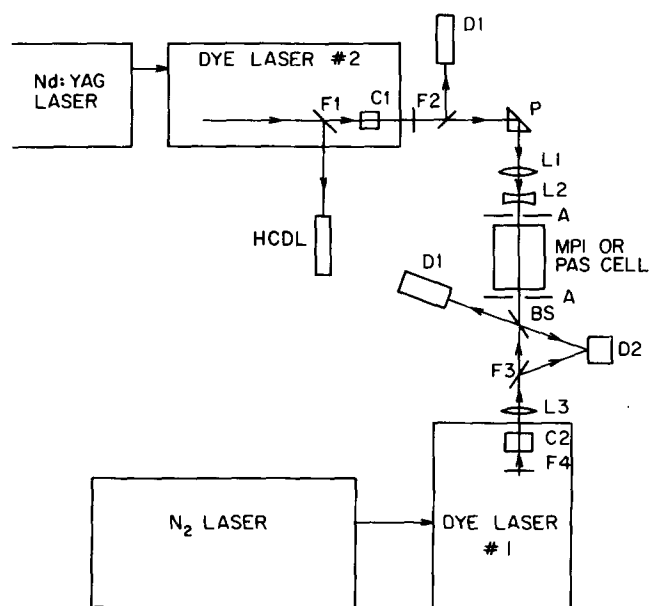 D1
Nd:YAG
LASER
DYE LASER
#2
F1
C1
F2
P
L1
L2
A
HCDL
MPI OR
PAS CELL
D1
A
BS
D2
F3
L3
C2
F4
N₂ LASER
DYE LASER
#1